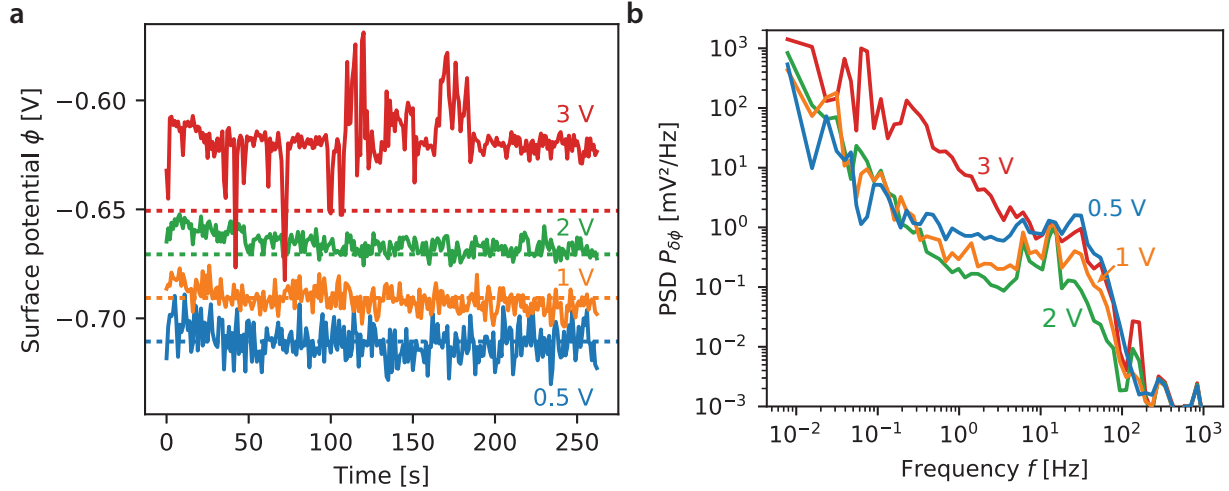 a
Surface potential ϕ [V]
−0.60
−0.65
−0.70
3 V
2 V
1 V
0.5 V
0
50
100
150
200
250
Time [s]
b
PSD P_δϕ [mV²/Hz]
10³
10²
10¹
10⁰
10⁻¹
10⁻²
10⁻³
3 V
0.5 V
1 V
2 V
10⁻²
10⁻¹
10⁰
10¹
10²
10³
Frequency f [Hz]